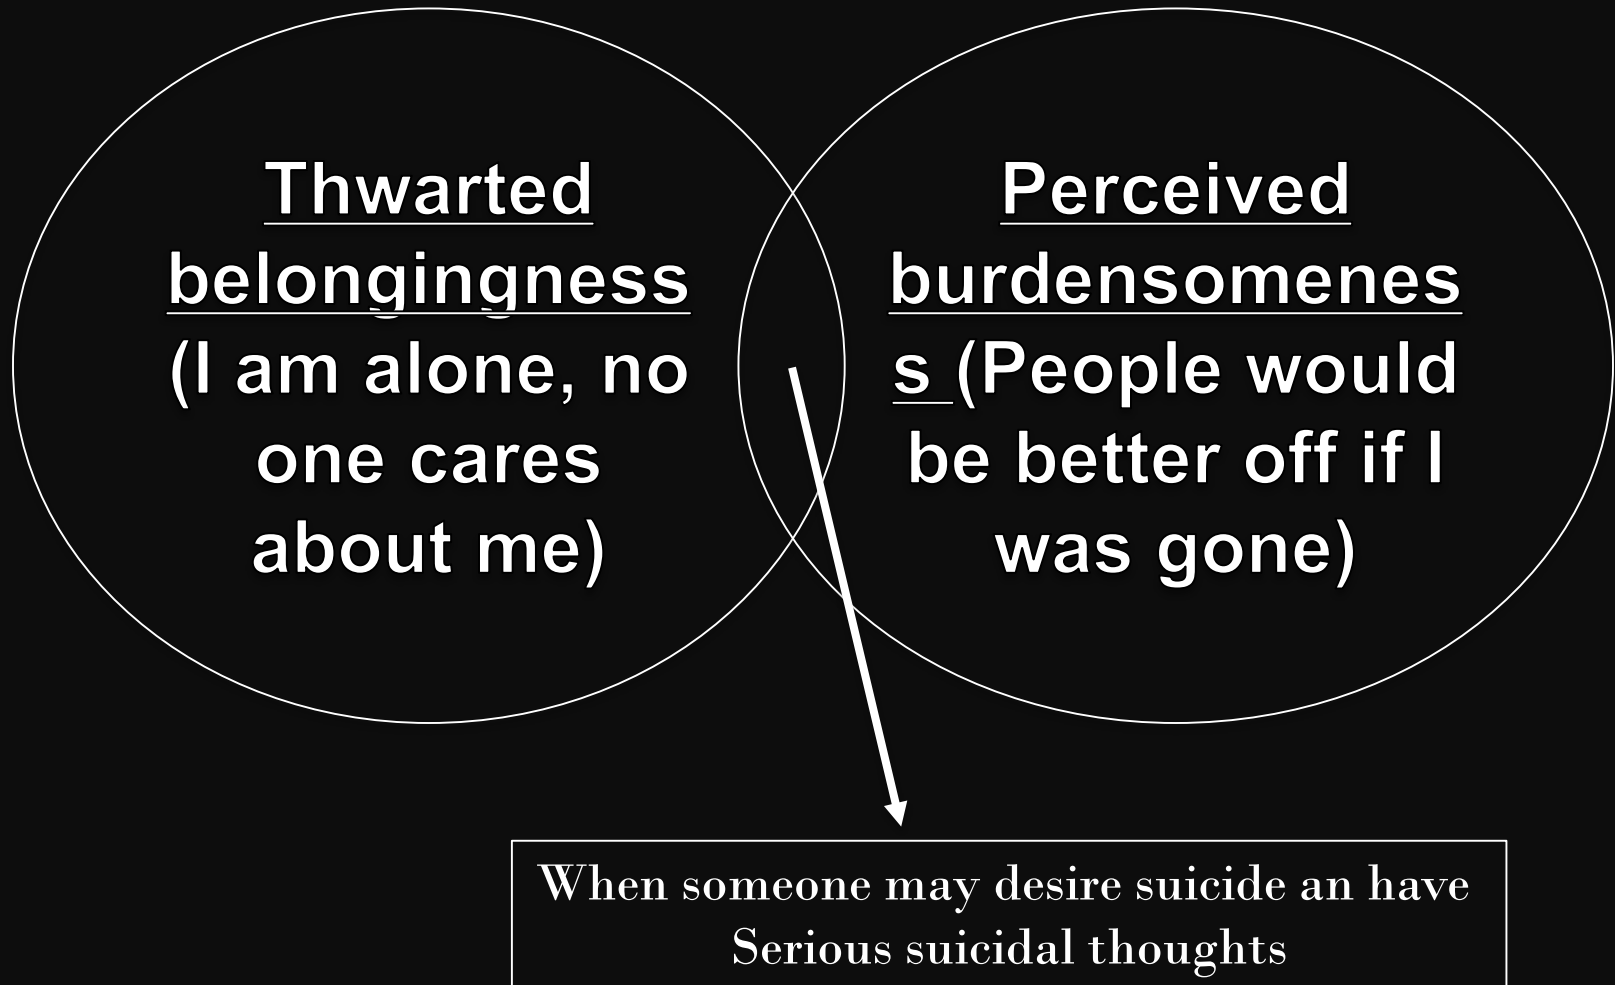 Thwarted
belongingness
(I am alone, no
one cares
about me)
Perceived
burdensomenes
s (People would
be better off if I
was gone)
When someone may desire suicide an have
Serious suicidal thoughts